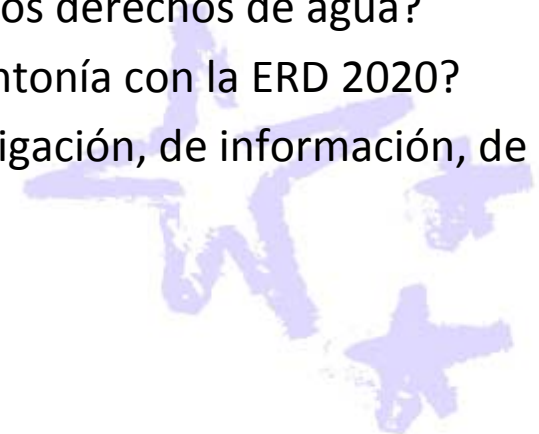 os derechos de agua?
ntonía con la ERD 2020?
igación, de información, de